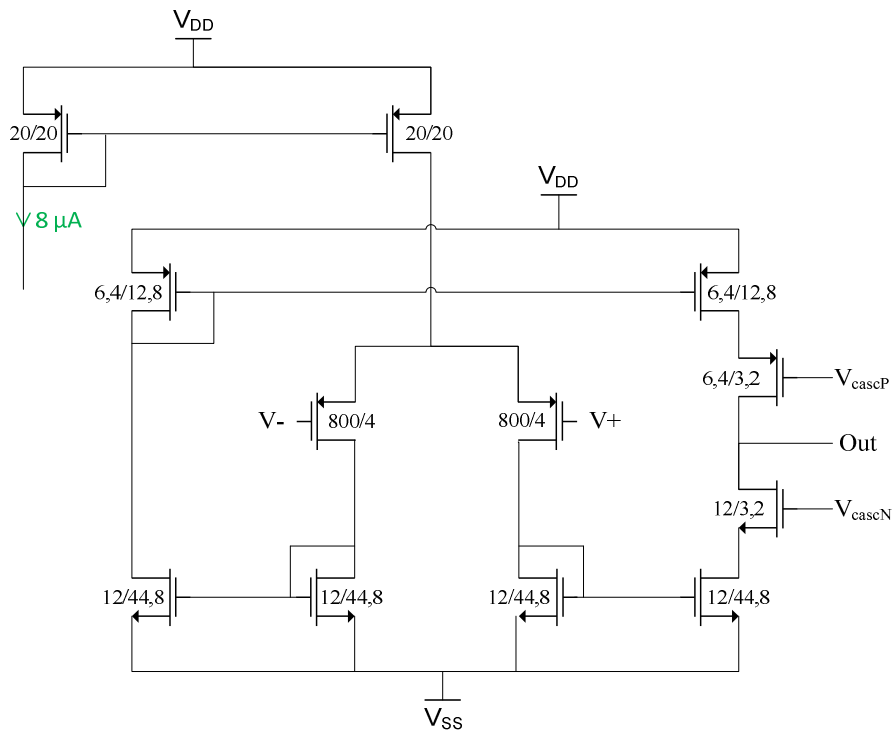 VDD
20/20
20/20
8 µA
VDD
6,4/12,8
6,4/12,8
6,4/3,2
VcascP
V-
800/4
800/4
V+
Out
12/3,2
VcascN
12/44,8
12/44,8
12/44,8
12/44,8
VSS